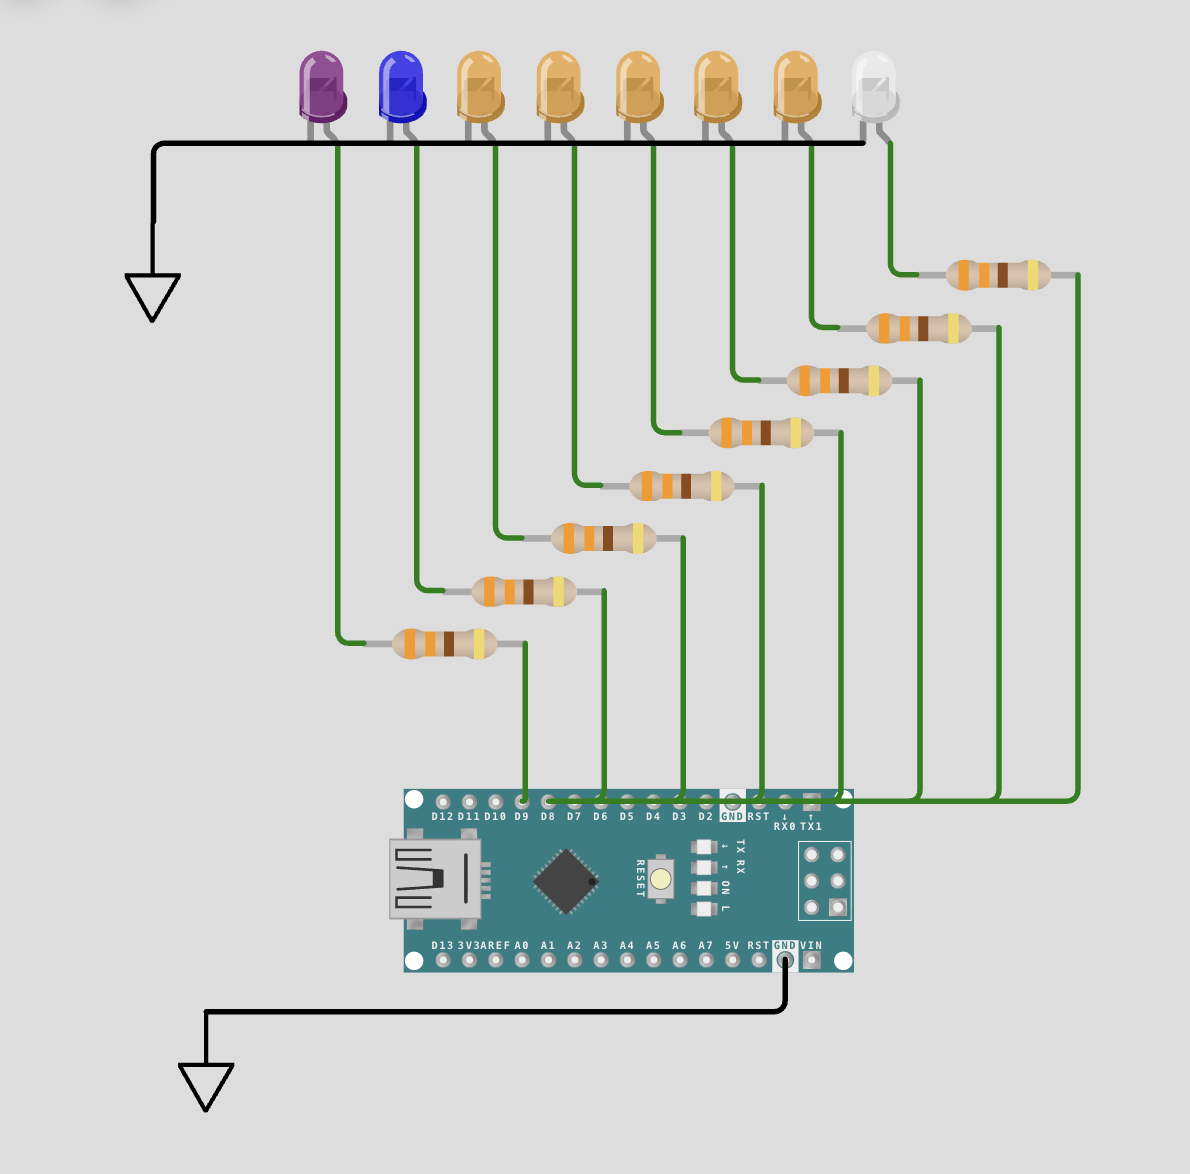 D12 D11 D10 D9 D8 D7 D6 D5 D4 D3 D2 GND RST ↓ ↑
RX0 TX1
RESET
TX RX
↓ ↑
ON L
D13 3V3 AREF A0 A1 A2 A3 A4 A5 A6 A7 5V RST GND VIN